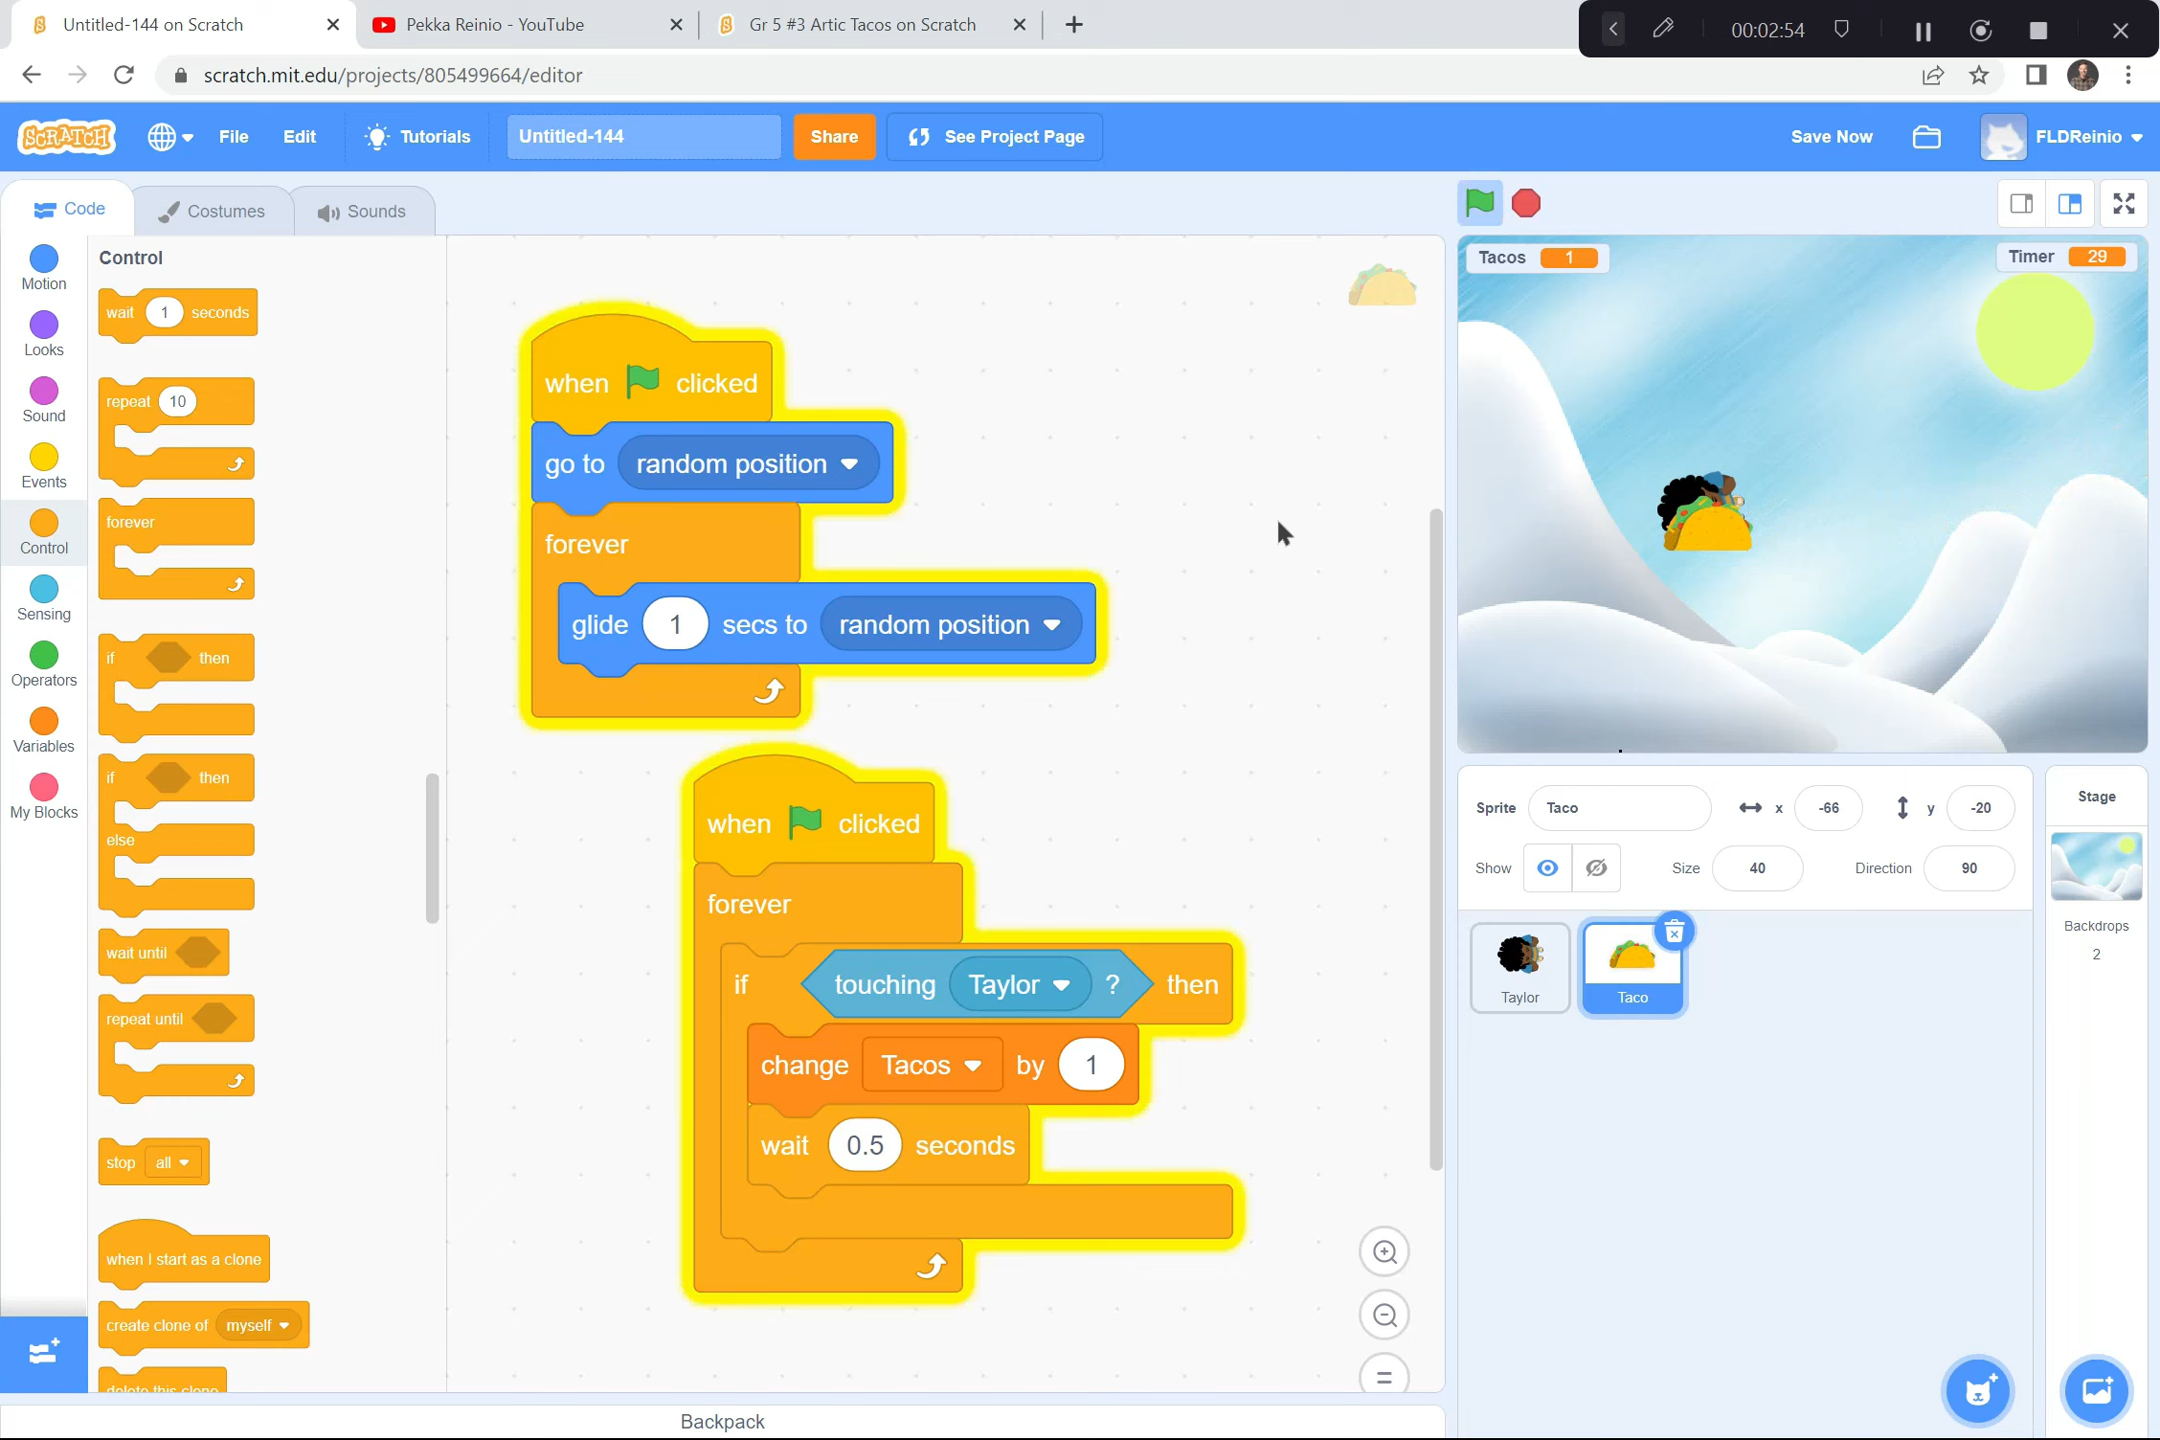 Untitled-144 on Scratch
Pekka Reinio - YouTube
Gr 5 #3 Artic Tacos on Scratch
00:02:54
scratch.mit.edu/projects/805499664/editor
SCRATCH
File
Edit
Tutorials
Untitled-144
Share
See Project Page
Save Now
FLDReinio
Code
Costumes
Sounds
Motion
Looks
Sound
Events
Control
Sensing
Operators
Variables
My Blocks
Control
wait 1 seconds
repeat 10
forever
if then
if then
else
wait until
repeat until
stop all
when I start as a clone
create clone of myself
delete this clone
when clicked
go to random position
forever
glide 1 secs to random position
when clicked
forever
if touching Taylor ? then
change Tacos by 1
wait 0.5 seconds
Backpack
Tacos 1
Timer 29
Sprite Taco x -66 y -20
Show Size 40 Direction 90
Taylor
Taco
Stage
Backdrops
2